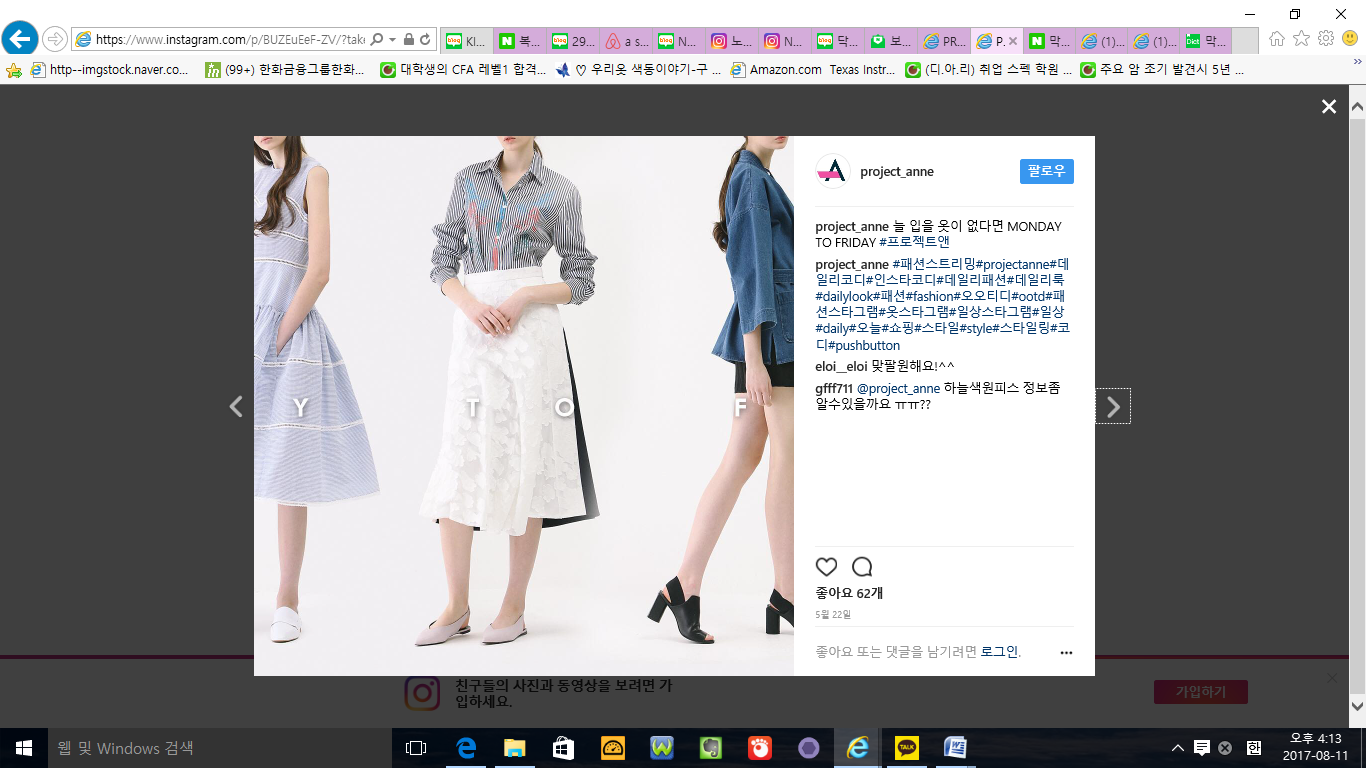 https://www.instagram.com/p/BUZEuEeF-ZV/?take
KI...
복...
29...
a s...
N...
노...
N...
닥...
보...
PR...
P...
막...
(1)...
(1)...
막...
http--imgstock.naver.co...
(99+) 한화금융그룹한화...
대학생의 CFA 레벨1 합격...
♡ 우리옷 색동이야기-구 ...
Amazon.com Texas Instr...
(디.아.리) 취업 스펙 학원 ...
주요 암 조기 발견시 5년 ...
Y T O F
project_anne
팔로우
project_anne 늘 입을 옷이 없다면 MONDAY
TO FRIDAY #프로젝트앤
project_anne #패션스트리밍#projectanne#데
일리코디#인스타코디#데일리패션#데일리룩
#dailylook#패션#fashion#오오티디#ootd#패
션스타그램#옷스타그램#일상스타그램#일상
#daily#오늘#쇼핑#스타일#style#스타일링#코
디#pushbutton
eloi__eloi 맞팔원해요!^^
gfff711 @project_anne 하늘색원피스 정보좀
알수있을까요 ㅠㅠ??
좋아요 62개
5월 22일
좋아요 또는 댓글을 남기려면 로그인.
친구들의 사진과 동영상을 보려면 가
입하세요.
가입하기
웹 및 Windows 검색
TALK
한
오후 4:13
2017-08-11